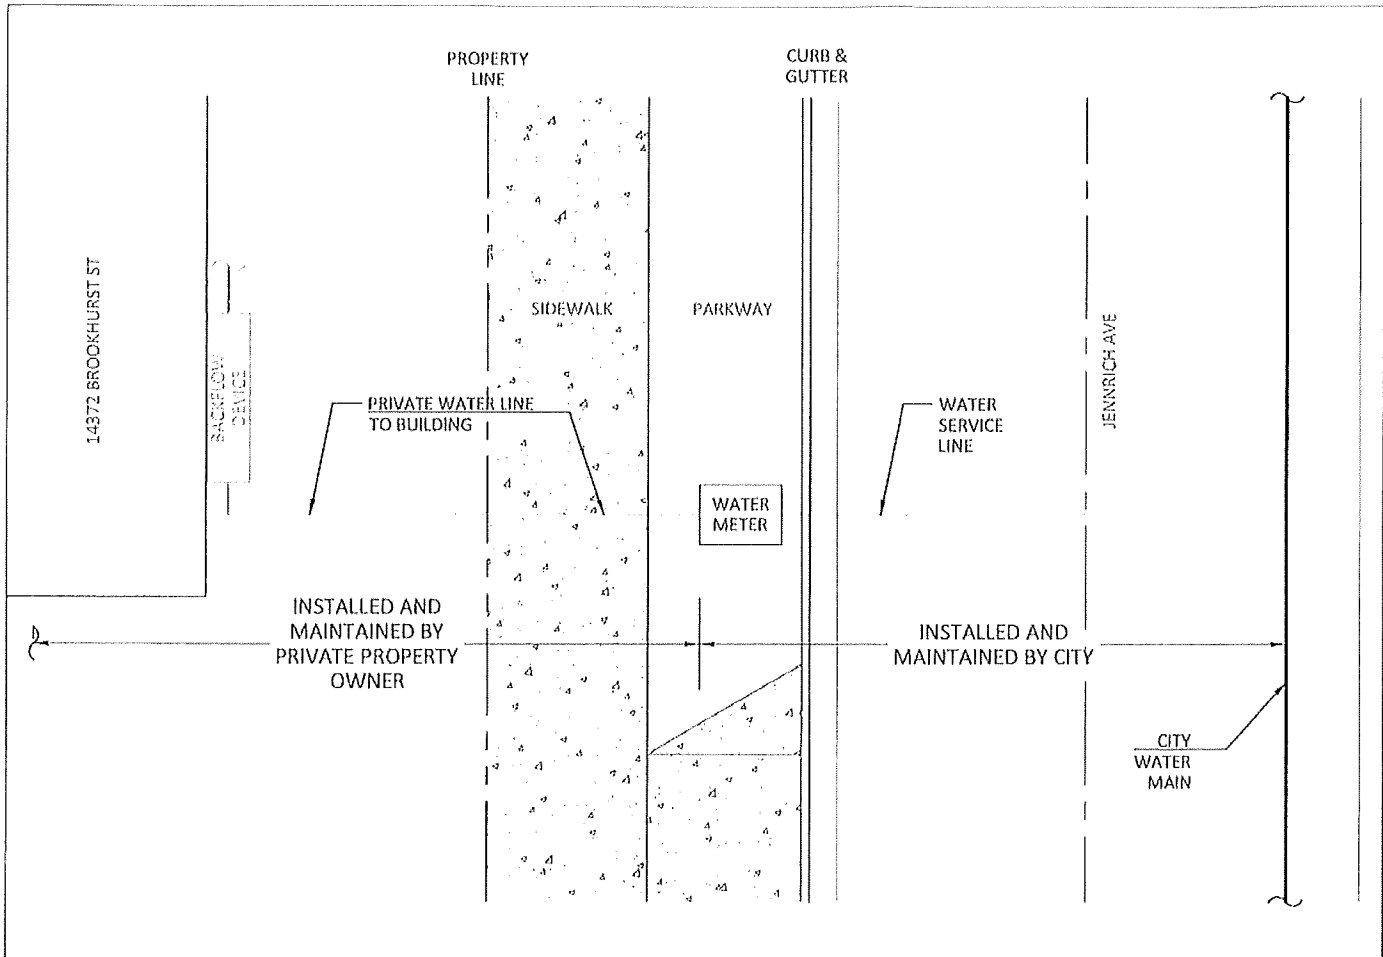 PROPERTY
LINE
CURB &
GUTTER
14372 BROOKHURST ST
BACKFLOW
DEVICE
SIDEWALK
PARKWAY
JENNRICH AVE
PRIVATE WATER LINE
TO BUILDING
WATER
SERVICE
LINE
WATER
METER
INSTALLED AND
MAINTAINED BY
PRIVATE PROPERTY
OWNER
INSTALLED AND
MAINTAINED BY CITY
CITY
WATER
MAIN